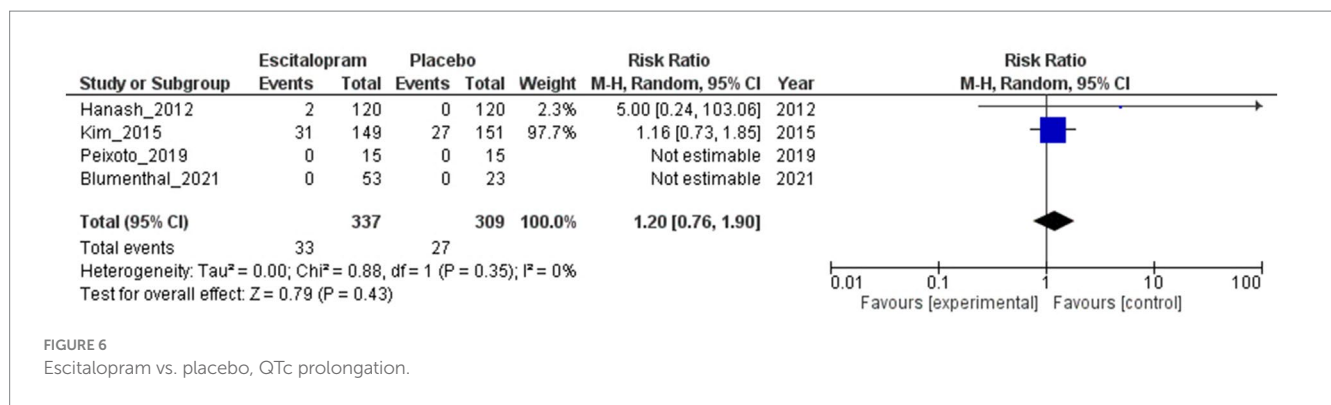 Escitalopram Placebo Risk Ratio Risk Ratio
Study or Subgroup Events Total Events Total Weight M-H, Random, 95% CI Year M-H, Random, 95% CI
Hanash_2012 2 120 0 120 2.3% 5.00 [0.24, 103.06] 2012
Kim_2015 31 149 27 151 97.7% 1.16 [0.73, 1.85] 2015
Peixoto_2019 0 15 0 15 Not estimable 2019
Blumenthal_2021 0 53 0 23 Not estimable 2021
Total (95% CI) 337 309 100.0% 1.20 [0.76, 1.90]
Total events 33 27
Heterogeneity: Tau² = 0.00; Chi² = 0.88, df = 1 (P = 0.35); I² = 0%
Test for overall effect: Z = 0.79 (P = 0.43)
0.01 0.1 1 10 100
Favours [experimental] Favours [control]
FIGURE 6
Escitalopram vs. placebo, QTc prolongation.